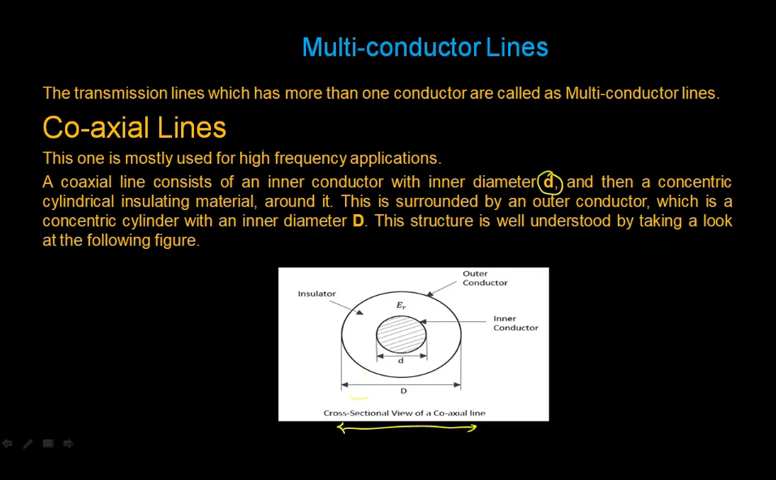 Multi-conductor Lines
The transmission lines which has more than one conductor are called as Multi-conductor lines.
Co-axial Lines
This one is mostly used for high frequency applications.
A coaxial line consists of an inner conductor with inner diameter d, and then a concentric
cylindrical insulating material, around it. This is surrounded by an outer conductor, which is a
concentric cylinder with an inner diameter D. This structure is well understood by taking a look
at the following figure.
Outer
Conductor
Insulator
Er
Inner
Conductor
d
D
Cross-Sectional View of a Co-axial line